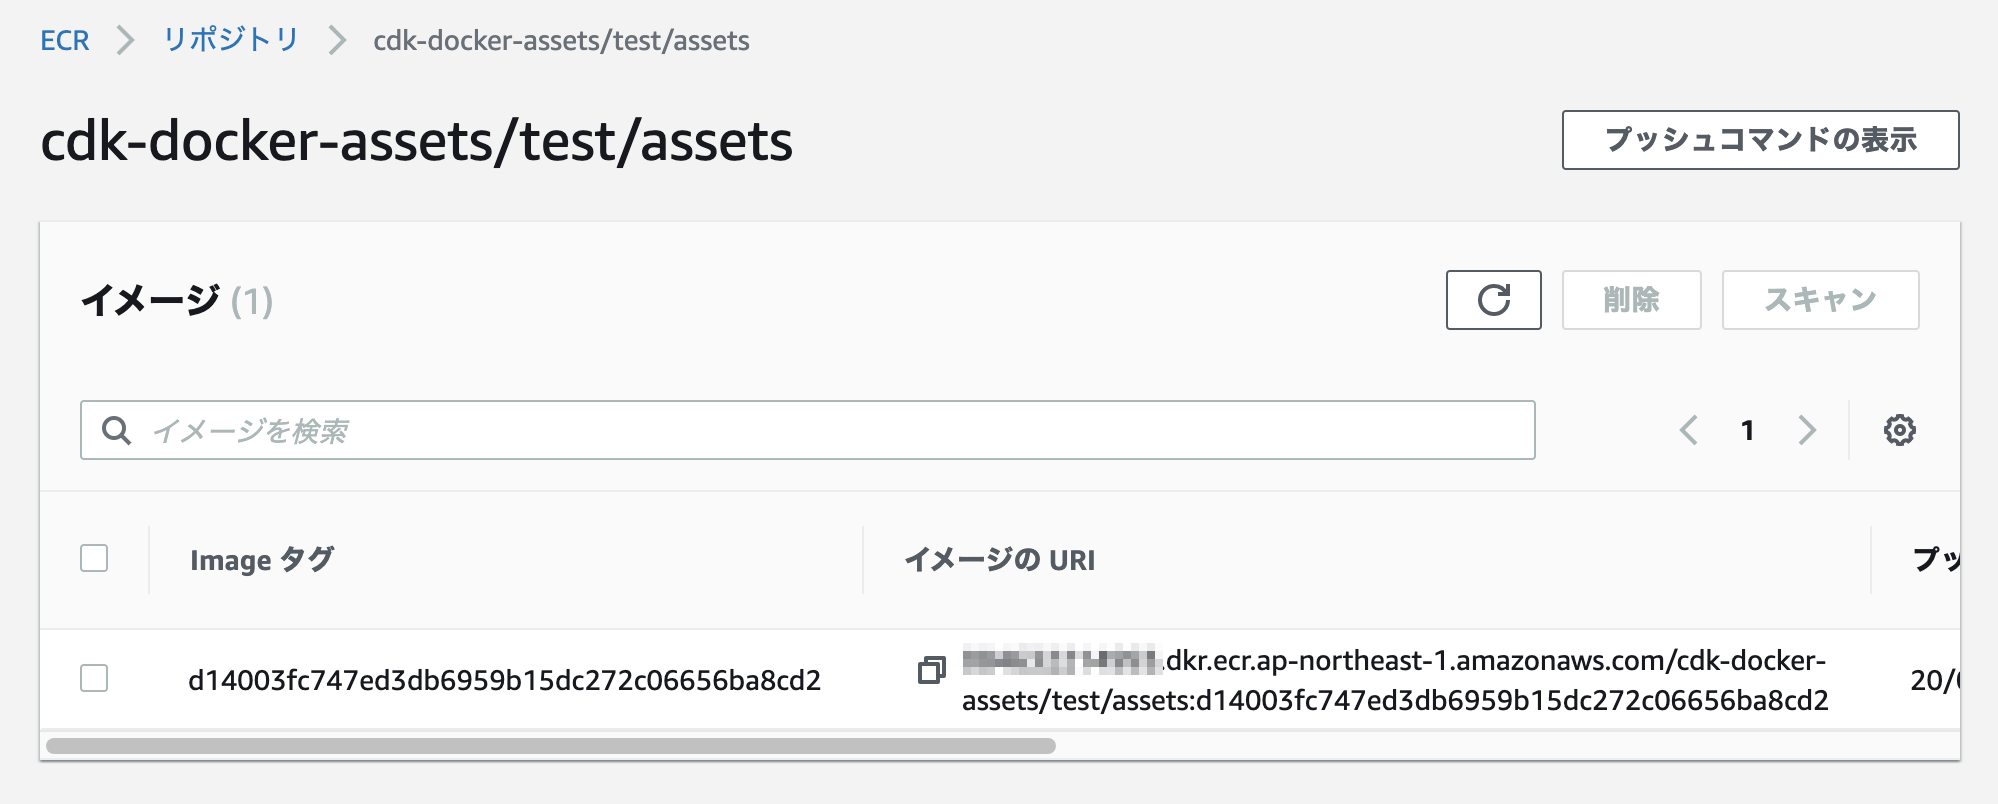 ECR リポジトリ cdk-docker-assets/test/assets
cdk-docker-assets/test/assets
プッシュコマンドの表示
イメージ (1)
削除
スキャン
イメージを検索
1
Image タグ
イメージの URI
プッ
d14003fc747ed3db6959b15dc272c06656ba8cd2
.dkr.ecr.ap-northeast-1.amazonaws.com/cdk-docker-
assets/test/assets:d14003fc747ed3db6959b15dc272c06656ba8cd2
20/